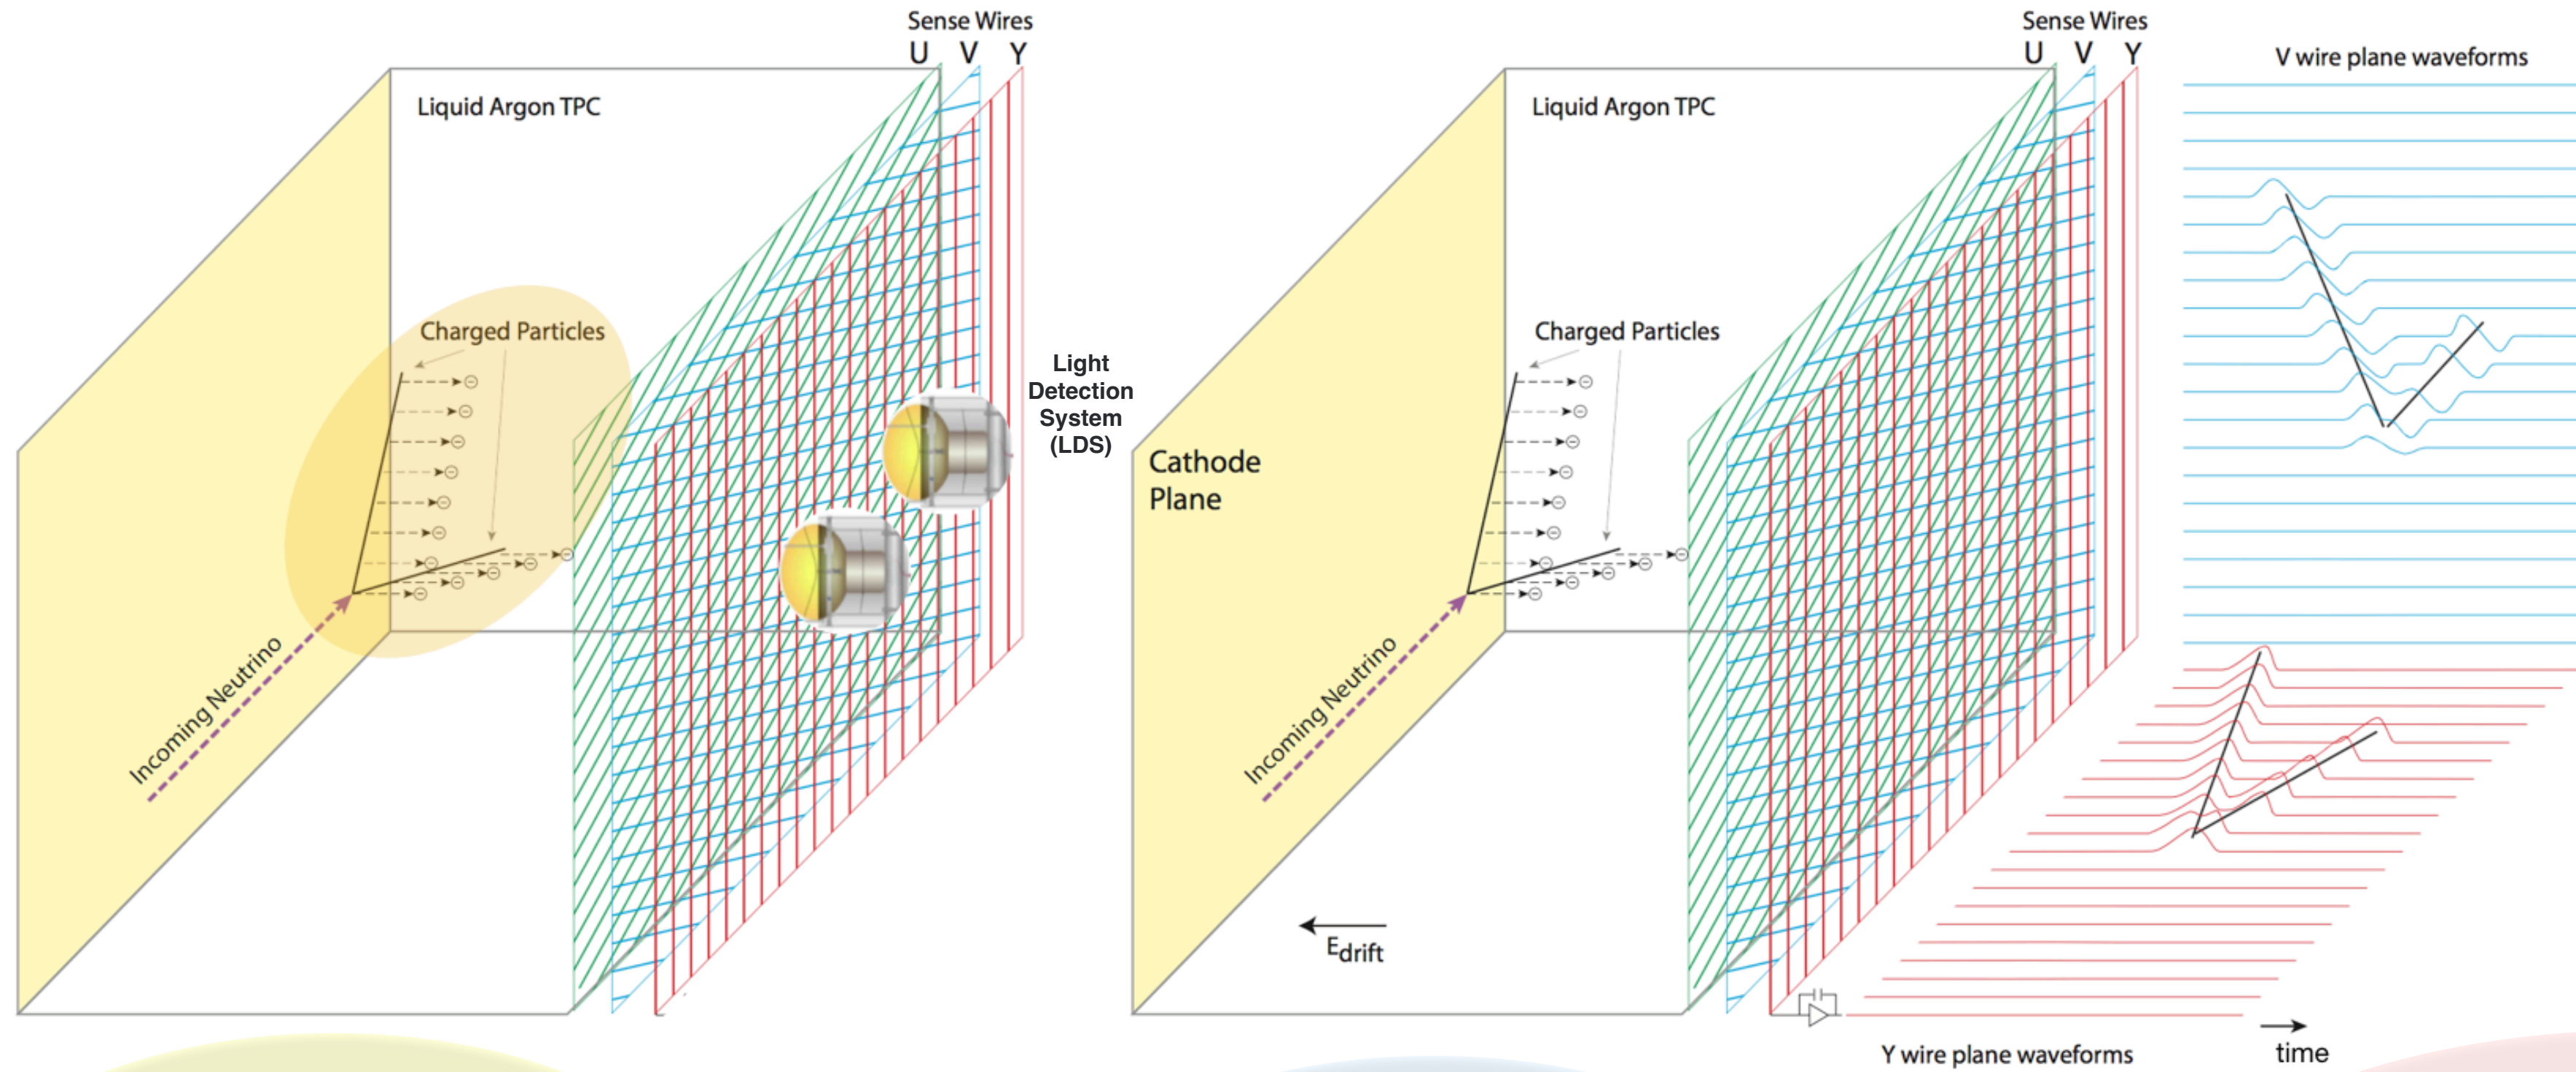 Sense Wires
U V Y
Liquid Argon TPC
Charged Particles
Incoming Neutrino
Light
Detection
System
(LDS)
Sense Wires
U V Y
Liquid Argon TPC
Charged Particles
Cathode
Plane
Incoming Neutrino
Edrift
V wire plane waveforms
Y wire plane waveforms
time